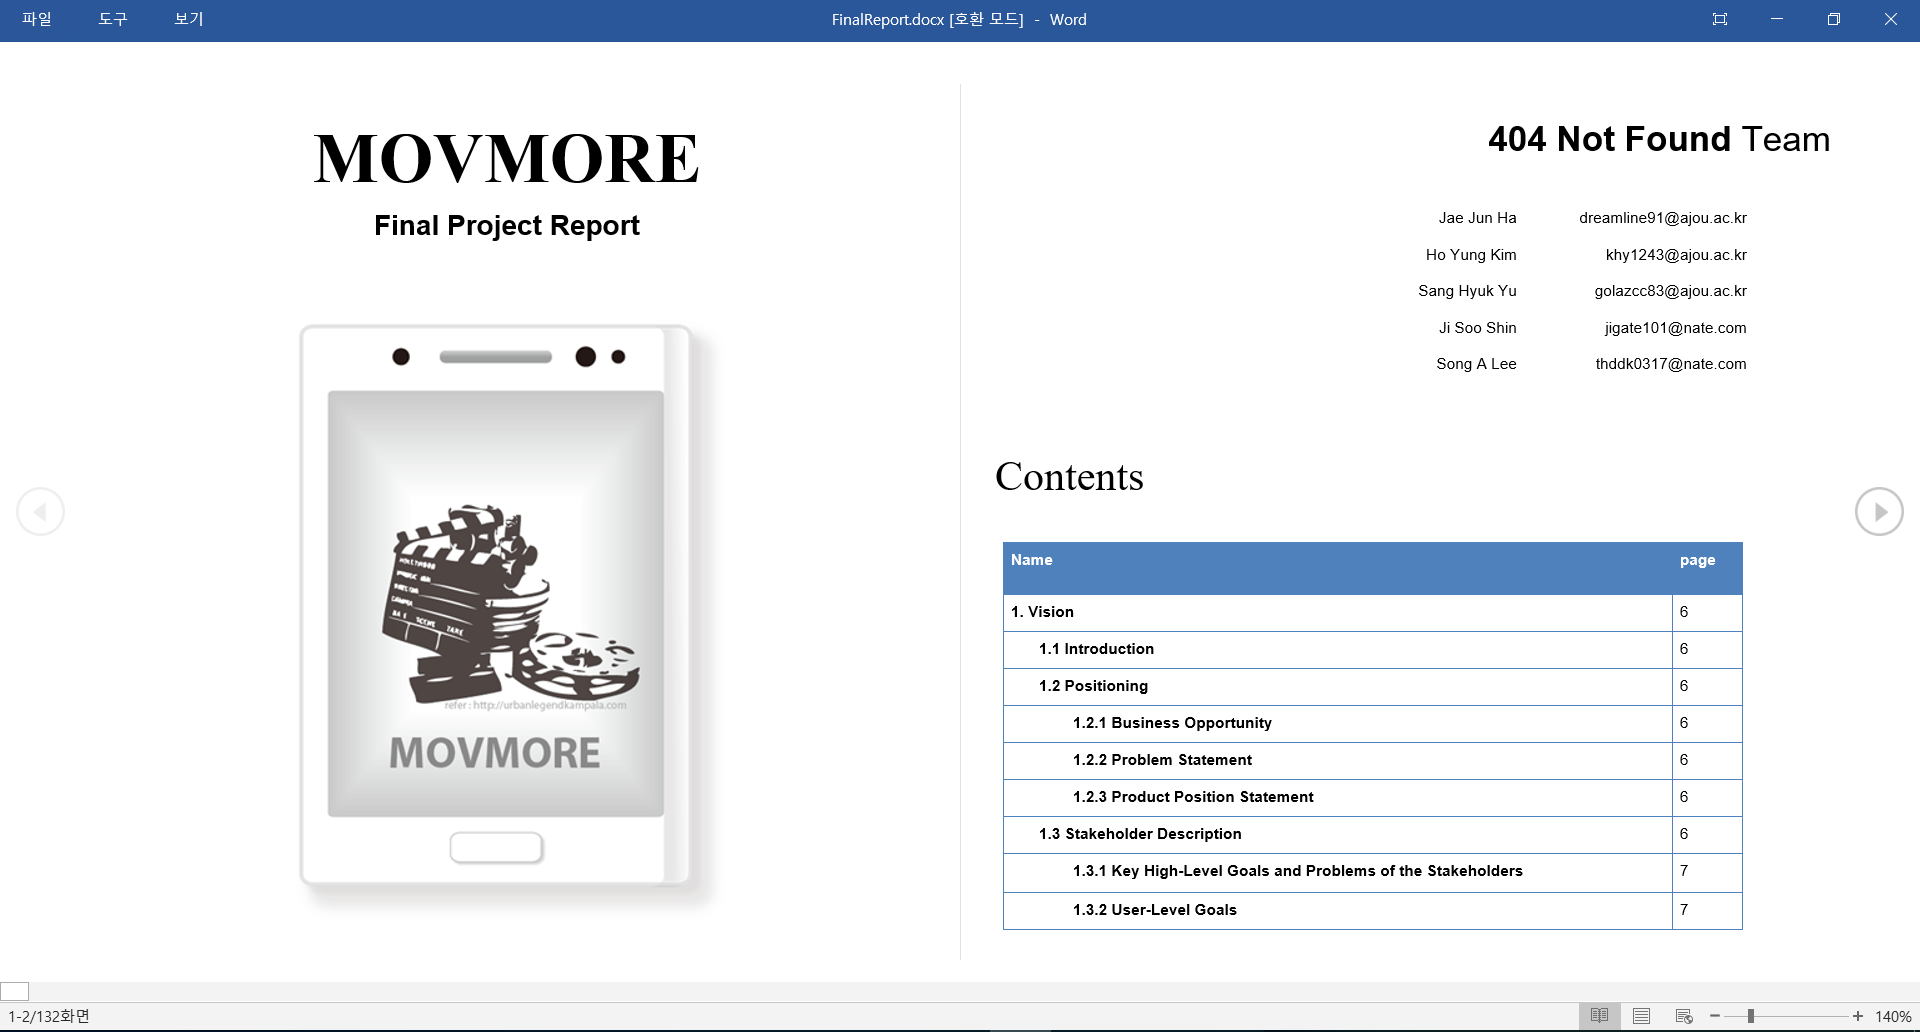 파일 도구 보기 FinalReport.docx [호환 모드] - Word
MOVMORE
Final Project Report
refer : http://urbanlegendkampala.com
MOVMORE
404 Not Found Team
Jae Jun Ha dreamline91@ajou.ac.kr
Ho Yung Kim khy1243@ajou.ac.kr
Sang Hyuk Yu golazcc83@ajou.ac.kr
Ji Soo Shin jigate101@nate.com
Song A Lee thddk0317@nate.com
Contents
Name page
1. Vision 6
1.1 Introduction 6
1.2 Positioning 6
1.2.1 Business Opportunity 6
1.2.2 Problem Statement 6
1.2.3 Product Position Statement 6
1.3 Stakeholder Description 6
1.3.1 Key High-Level Goals and Problems of the Stakeholders 7
1.3.2 User-Level Goals 7
1-2/132화면 140%